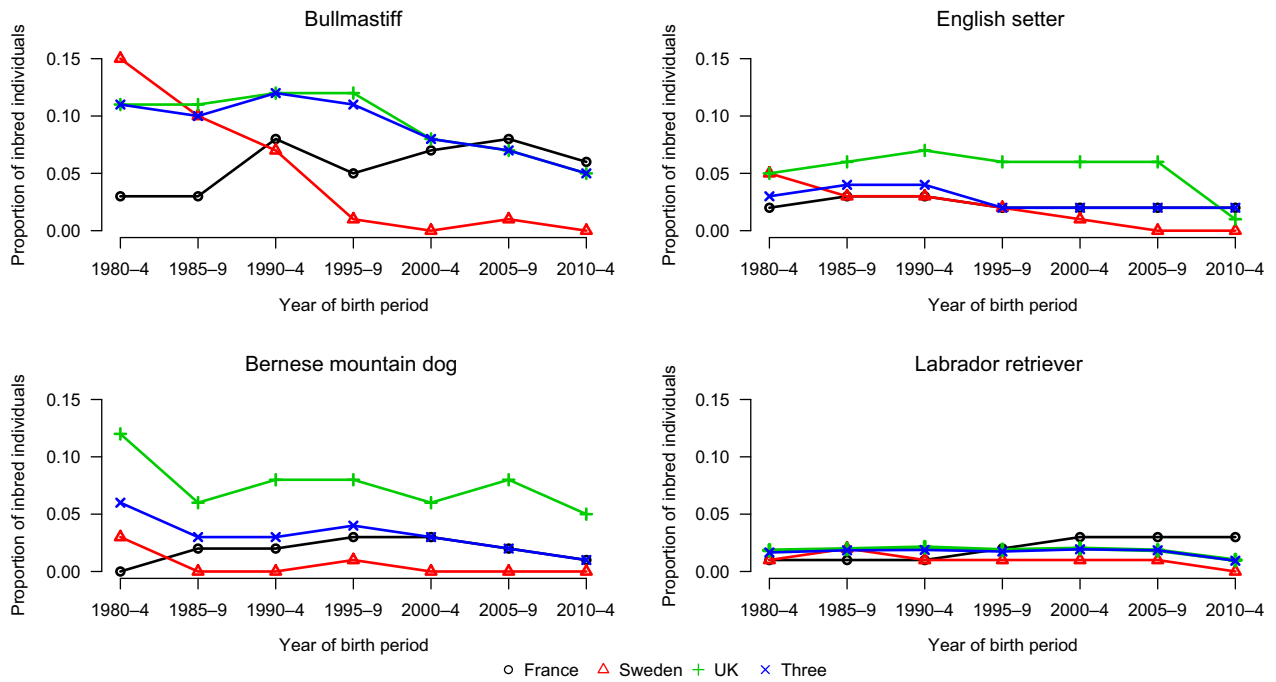 Bullmastiff
Proportion of inbred individuals
0.15
0.10
0.05
0.00
1980–4 1985–9 1990–4 1995–9 2000–4 2005–9 2010–4
Year of birth period
English setter
Proportion of inbred individuals
0.15
0.10
0.05
0.00
1980–4 1985–9 1990–4 1995–9 2000–4 2005–9 2010–4
Year of birth period
Bernese mountain dog
Proportion of inbred individuals
0.15
0.10
0.05
0.00
1980–4 1985–9 1990–4 1995–9 2000–4 2005–9 2010–4
Year of birth period
Labrador retriever
Proportion of inbred individuals
0.15
0.10
0.05
0.00
1980–4 1985–9 1990–4 1995–9 2000–4 2005–9 2010–4
Year of birth period
France Sweden UK Three